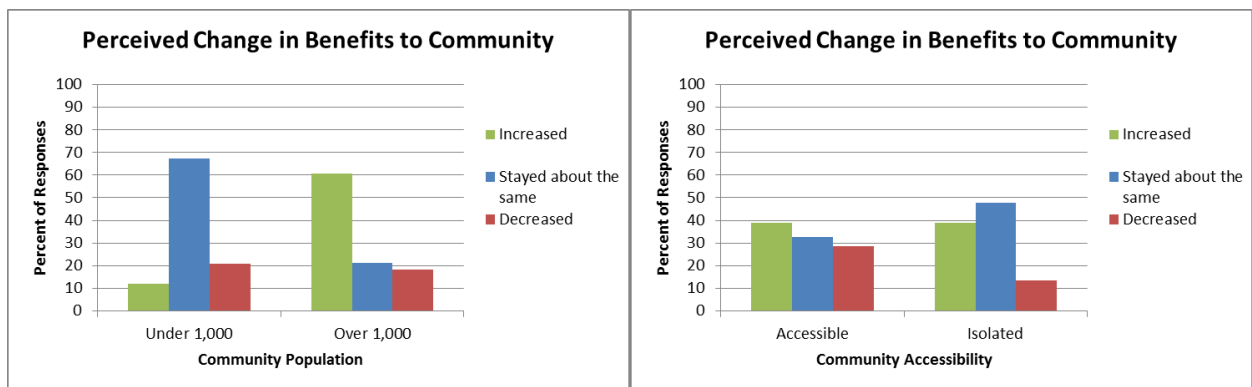 Perceived Change in Benefits to Community
Percent of Responses
100
90
80
70
60
50
40
30
20
10
0
Under 1,000
Over 1,000
Community Population
Increased
Stayed about the
same
Decreased
Perceived Change in Benefits to Community
Percent of Responses
100
90
80
70
60
50
40
30
20
10
0
Accessible
Isolated
Community Accessibility
Increased
Stayed about the
same
Decreased